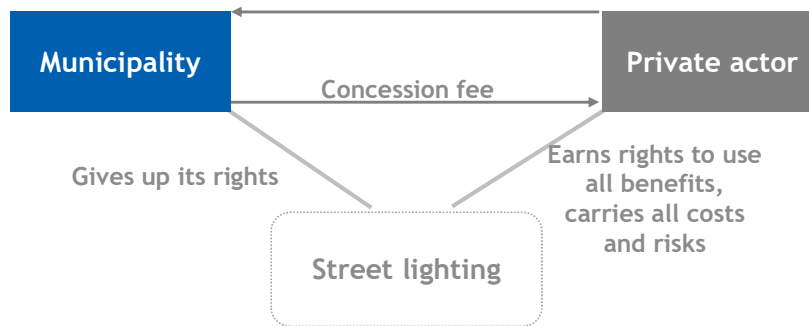 Municipality
Private actor
Concession fee
Gives up its rights
Earns rights to use
all benefits,
carries all costs
and risks
Street lighting